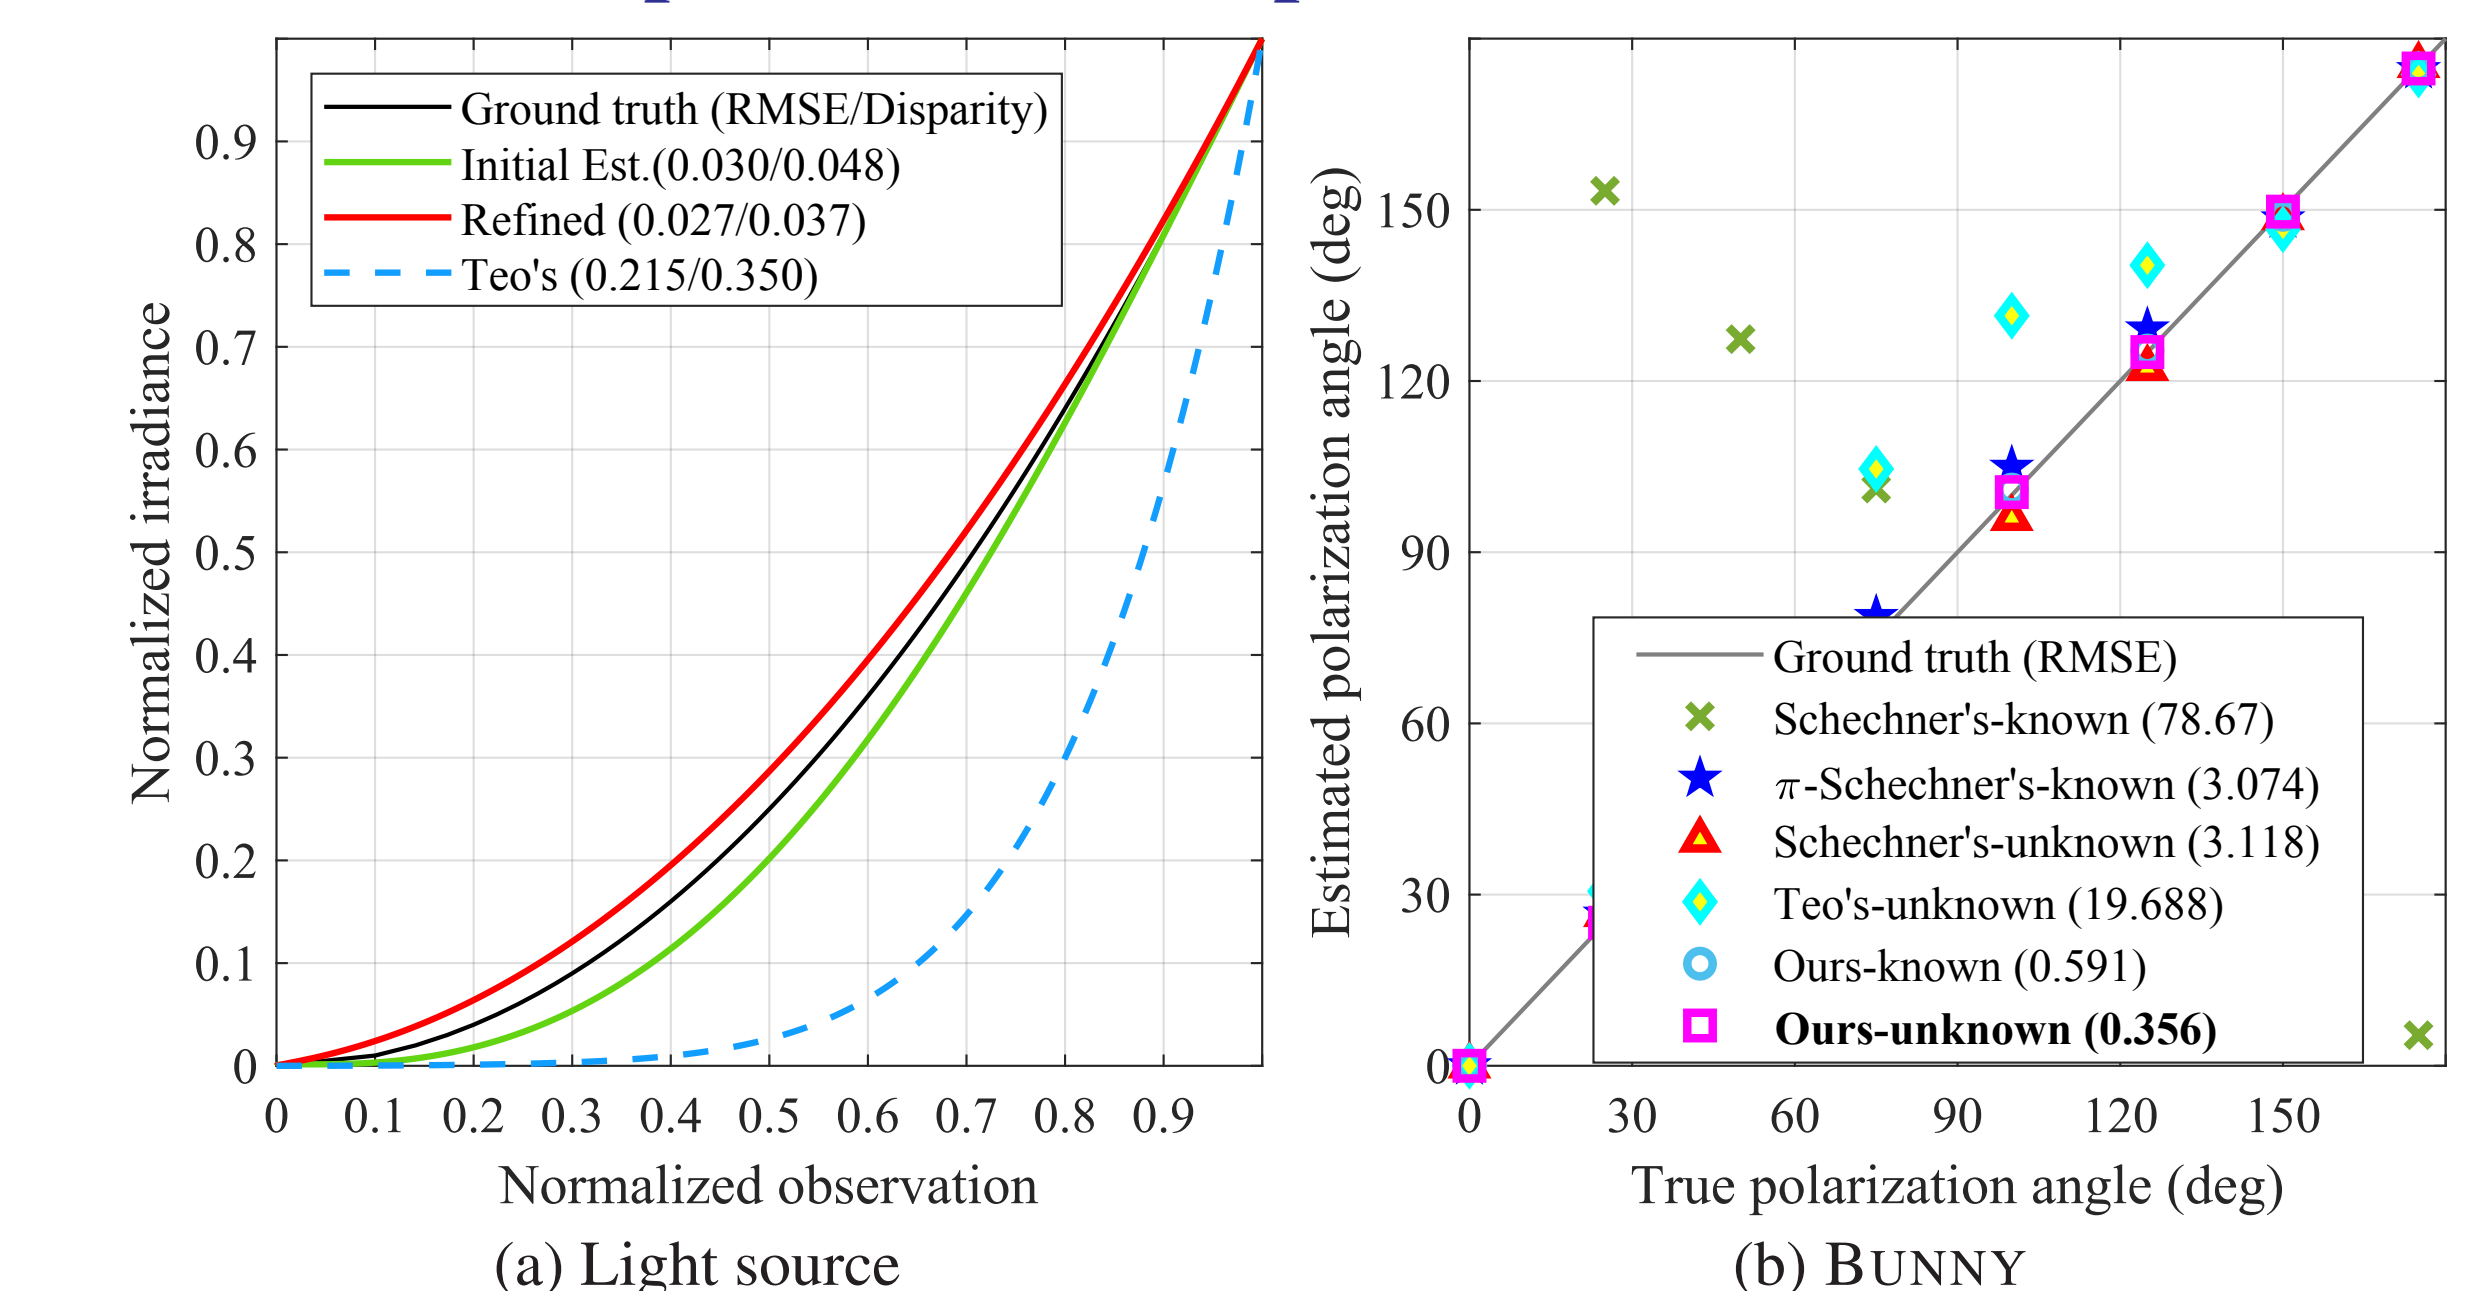 Ground truth (RMSE/Disparity)
Initial Est.(0.030/0.048)
Refined (0.027/0.037)
Teo's (0.215/0.350)
Normalized irradiance
0.9
0.8
0.7
0.6
0.5
0.4
0.3
0.2
0.1
0
0 0.1 0.2 0.3 0.4 0.5 0.6 0.7 0.8 0.9
Normalized observation
(a) Light source
Estimated polarization angle (deg)
150
120
90
60
30
0
Ground truth (RMSE)
Schechner's-known (78.67)
π-Schechner's-known (3.074)
Schechner's-unknown (3.118)
Teo's-unknown (19.688)
Ours-known (0.591)
Ours-unknown (0.356)
0 30 60 90 120 150
True polarization angle (deg)
(b) BUNNY